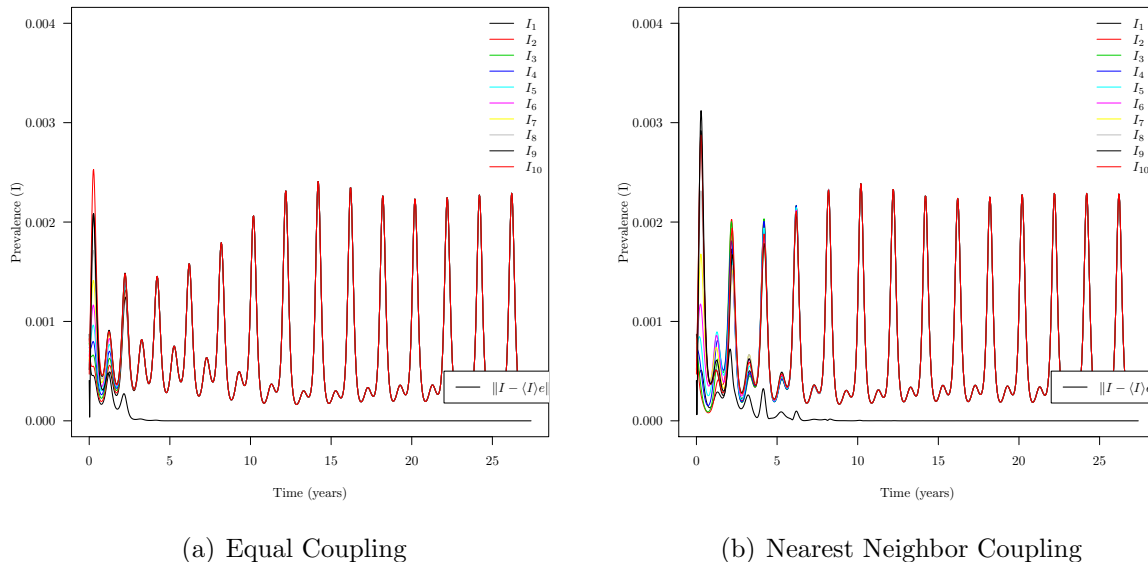 0.004
0.003
0.002
0.001
0.000
Prevalence (I)
0
5
10
15
20
25
Time (years)
I1
I2
I3
I4
I5
I6
I7
I8
I9
I10
‖I − ⟨I⟩e|
(a) Equal Coupling
0.004
0.003
0.002
0.001
0.000
Prevalence (I)
0
5
10
15
20
25
Time (years)
I1
I2
I3
I4
I5
I6
I7
I8
I9
I10
‖I − ⟨I⟩e
(b) Nearest Neighbor Coupling